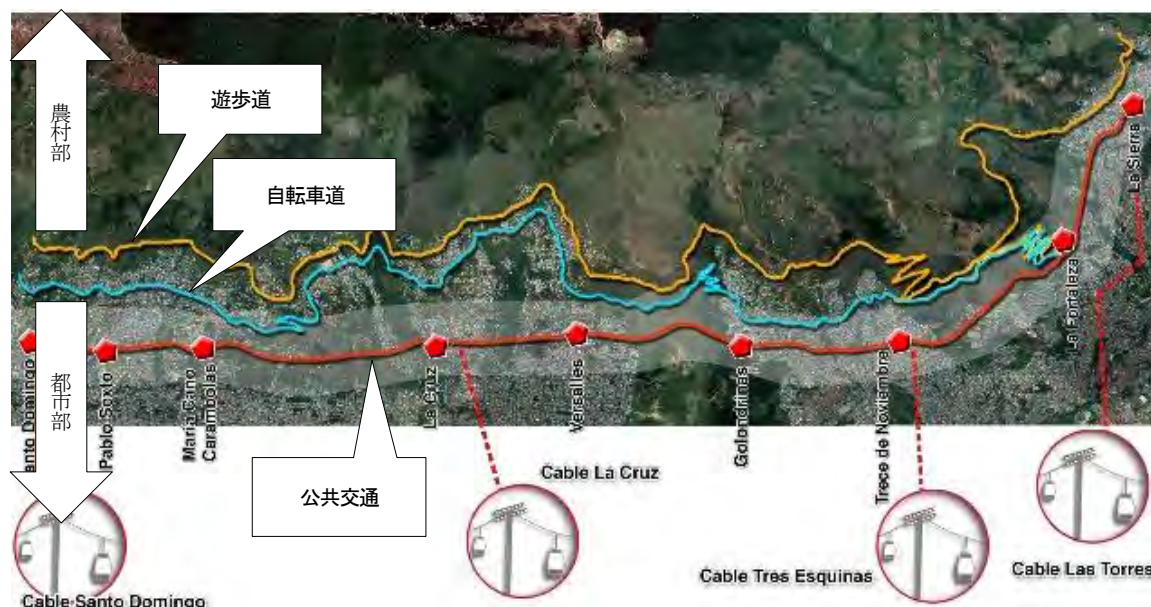 農村部
遊歩道
自転車道
都市部
公共交通
anto Domingo
Pablo Sexto
María Cano
Carambolas
La Cruz
Versalles
Golondrinas
Trece de Noviembre
La Fortaleza
La Sierra
Cable La Cruz
Cable Tres Esquinas
Cable Las Torres
Cable Santo Domingo